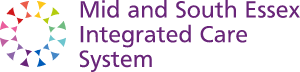 Mid and South Essex
Integrated Care
System